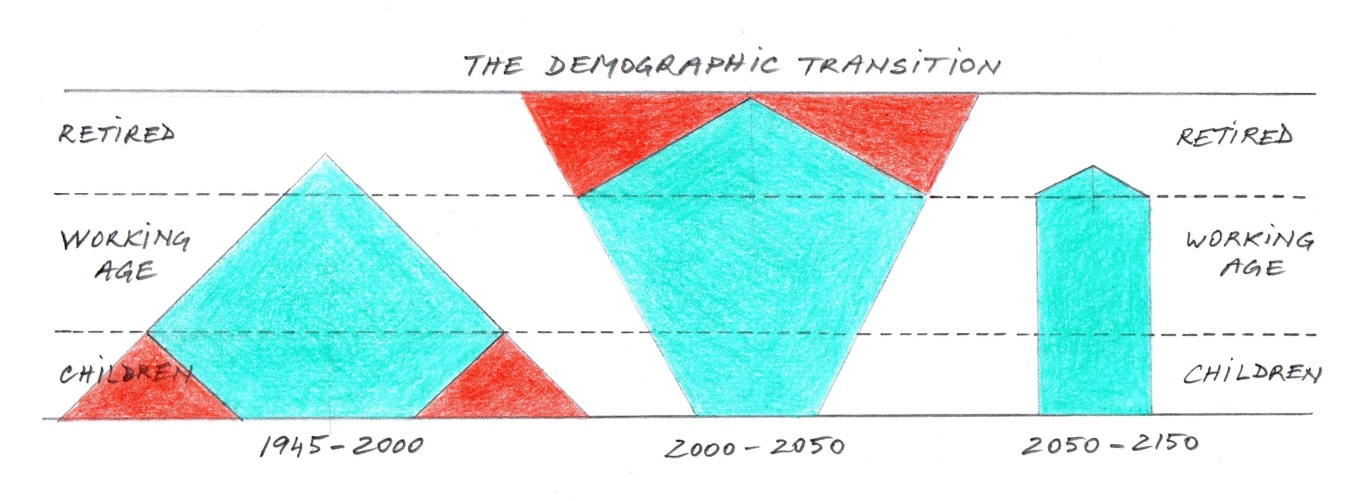 THE DEMOGRAPHIC TRANSITION
RETIRED
RETIRED
WORKING
AGE
WORKING
AGE
CHILDREN
CHILDREN
1945-2000
2000-2050
2050-2150